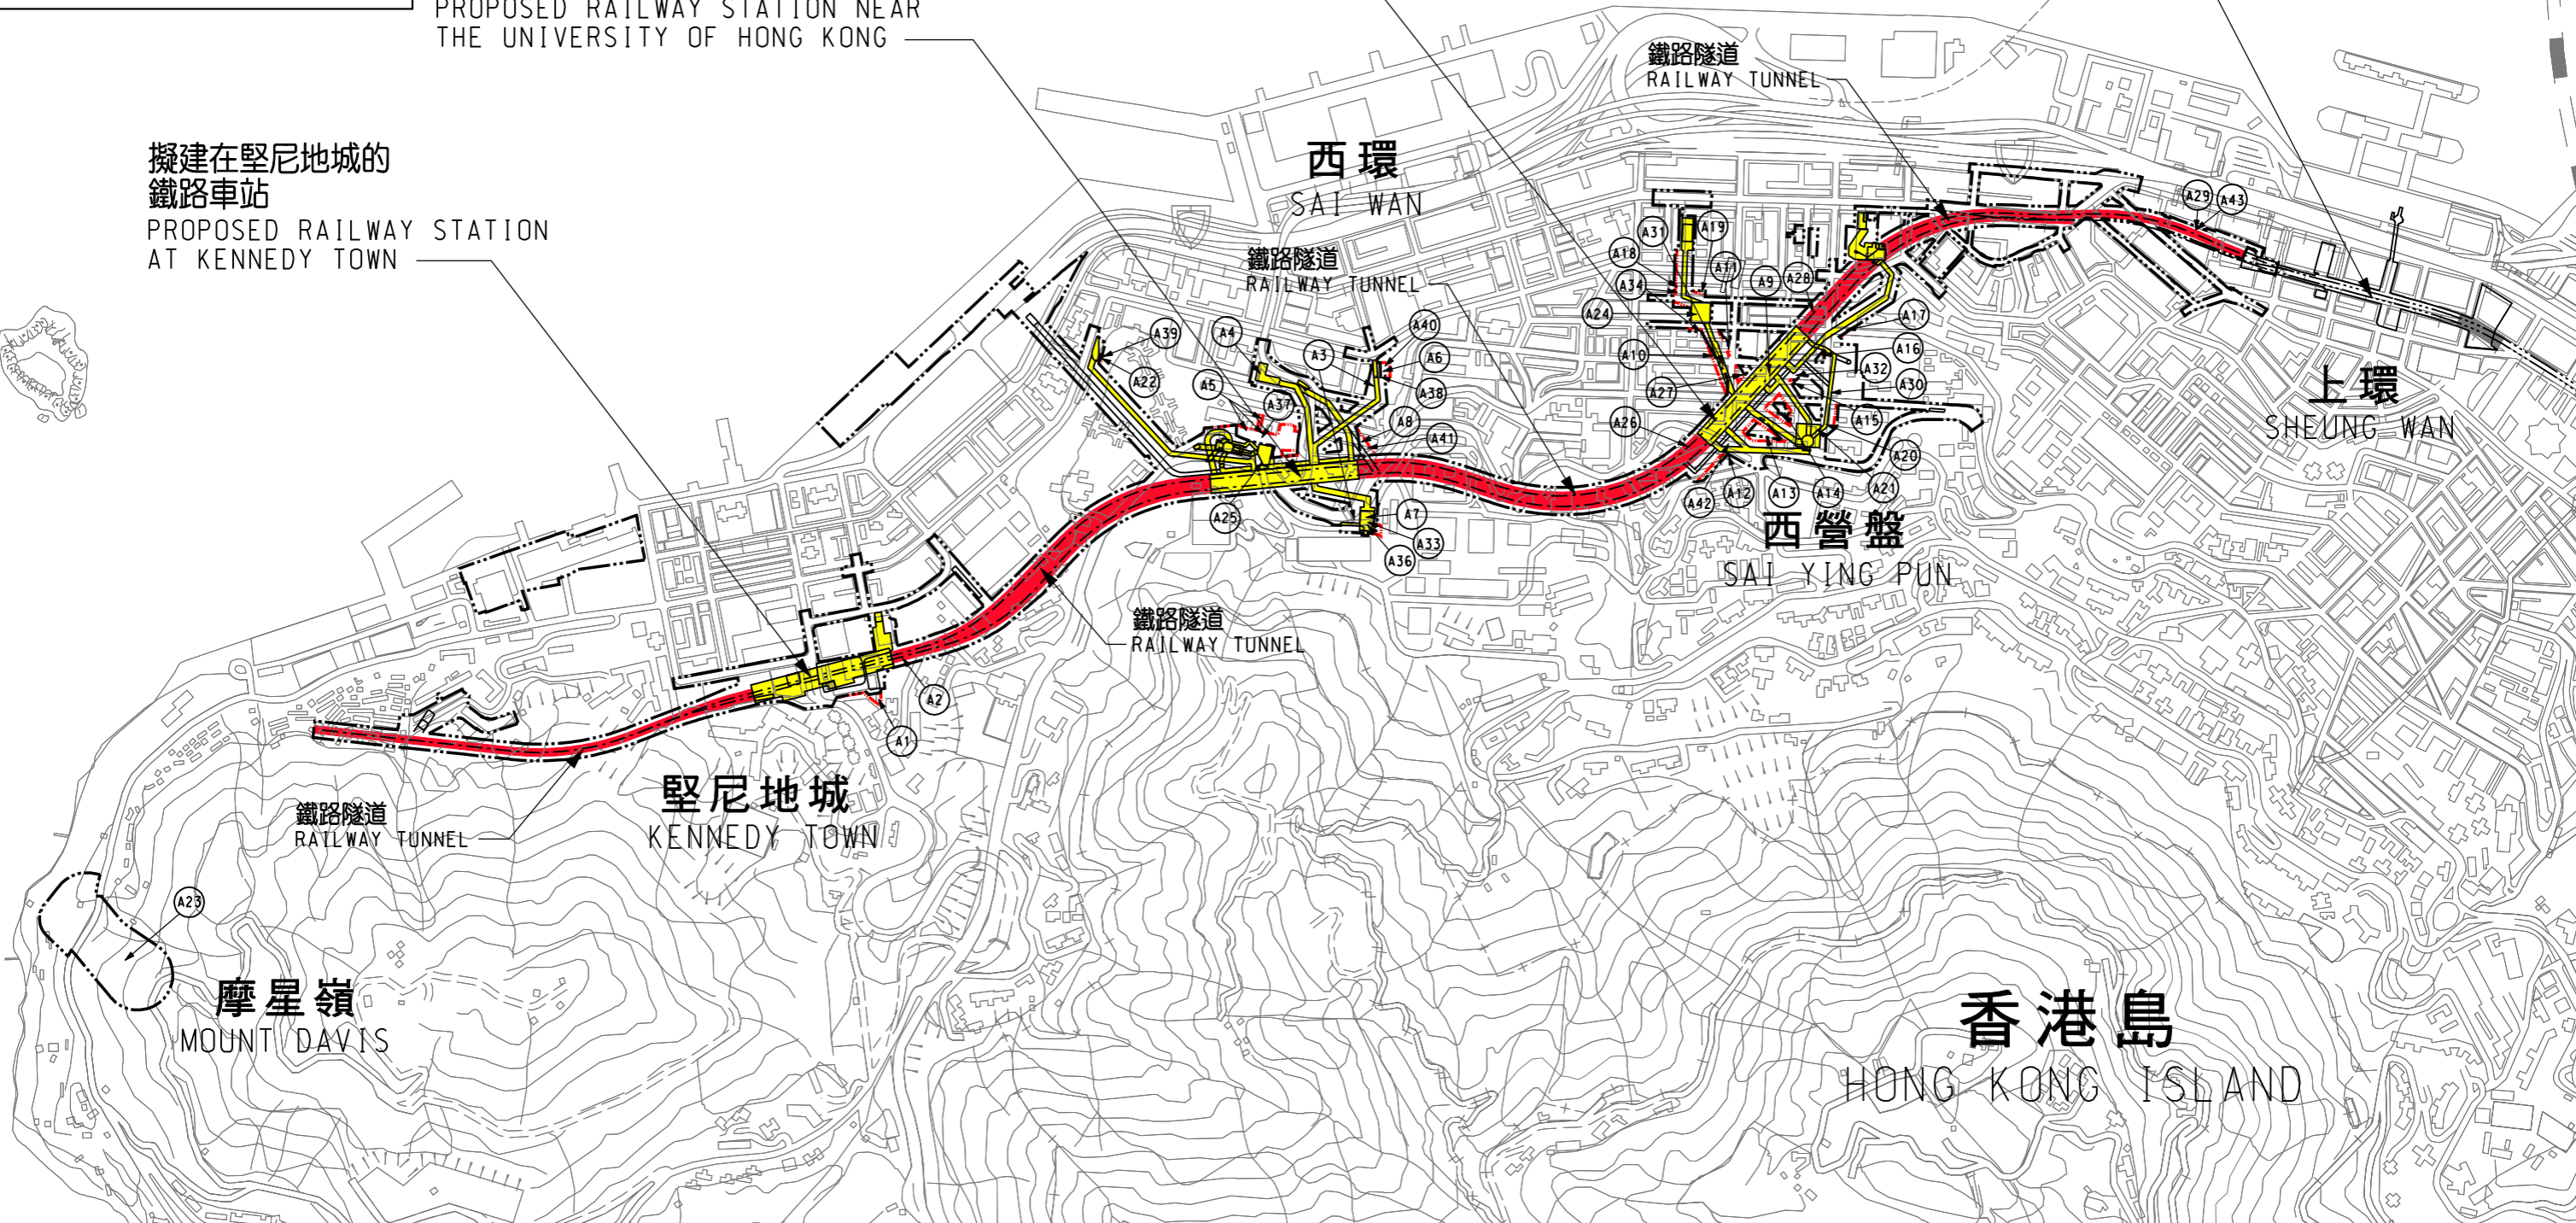 PROPOSED RAILWAY STATION NEAR
THE UNIVERSITY OF HONG KONG
鐵路隧道
RAILWAY TUNNEL
擬建在堅尼地城的
鐵路車站
PROPOSED RAILWAY STATION
AT KENNEDY TOWN
西環
SAI WAN
鐵路隧道
RAILWAY TUNNEL
A29
A43
A31
A19
A18
A11
A34
A9
A28
A24
A17
A10
A16
A27
A32
A30
A26
A15
A20
A42
A12
A13
A14
A21
A39
A4
A40
A3
A6
A22
A5
A37
A38
A8
A41
A25
A7
A33
A36
上環
SHEUNG WAN
西營盤
SAI YING PUN
鐵路隧道
RAILWAY TUNNEL
A2
A1
堅尼地城
KENNEDY TOWN
鐵路隧道
RAILWAY TUNNEL
A23
摩星嶺
MOUNT DAVIS
香港島
HONG KONG ISLAND